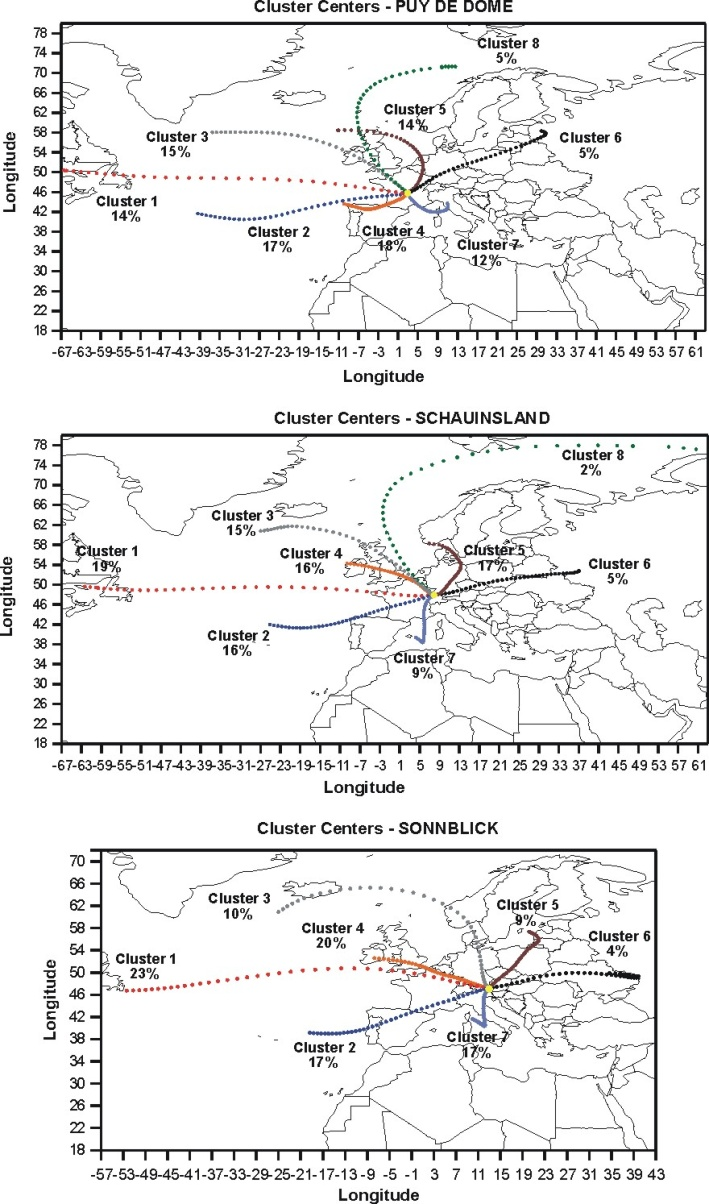 Cluster Centers - PUY DE DOME
78
74
70
66
62
58
54
50
46
42
38
34
30
26
22
18
Longitude
Cluster 8
5%
Cluster 5
14%
Cluster 3
15%
Cluster 6
5%
Cluster 1
14%
Cluster 2
17%
Cluster 4
18%
Cluster 7
12%
-67-63-59-55-51-47-43-39-35-31-27-23-19-15-11 -7 -3 1 5 9 13 17 21 25 29 33 37 41 45 49 53 57 61
Longitude
Cluster Centers - SCHAUINSLAND
78
74
70
66
62
58
54
50
46
42
38
34
30
26
22
18
Longitude
Cluster 8
2%
Cluster 3
15%
Cluster 1
19%
Cluster 4
16%
Cluster 5
17%
Cluster 6
5%
Cluster 2
16%
Cluster 7
9%
-67-63-59-55-51-47-43-39-35-31-27-23-19-15-11 -7 -3 1 5 9 13 17 21 25 29 33 37 41 45 49 53 57 61
Longitude
Cluster Centers - SONNBLICK
70
66
62
58
54
50
46
42
38
34
30
26
22
18
Longitude
Cluster 3
10%
Cluster 5
9%
Cluster 4
20%
Cluster 6
4%
Cluster 1
23%
Cluster 2
17%
Cluster 7
17%
-57-53-49-45-41-37-33-29-25-21-17-13 -9 -5 -1 3 7 11 15 19 23 27 31 35 39 43
Longitude